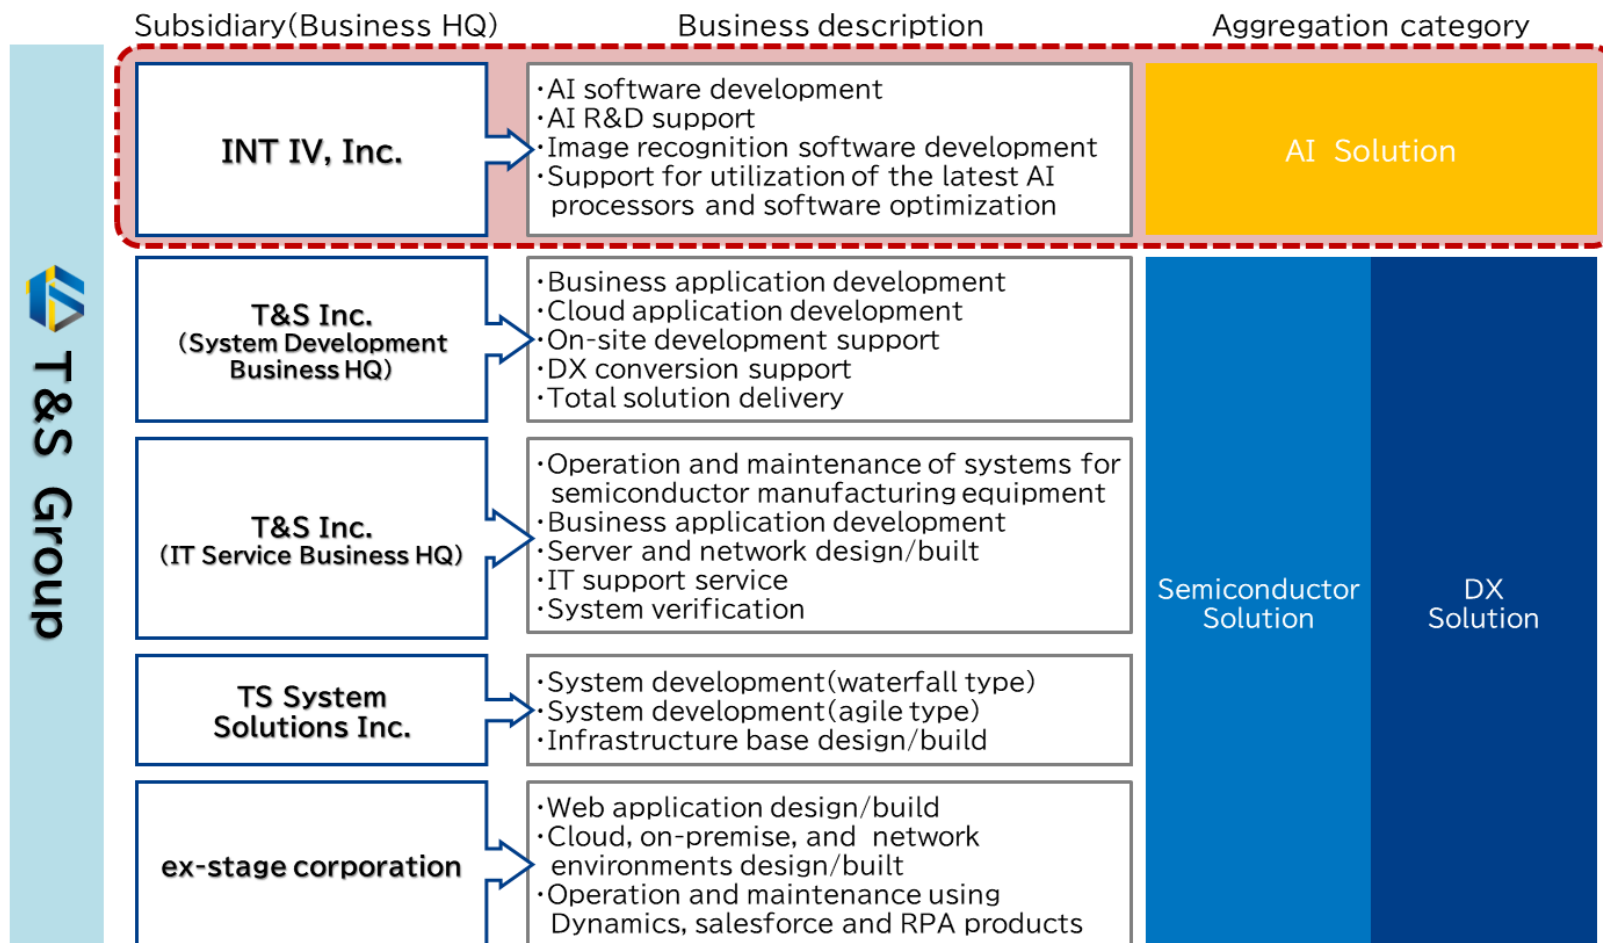 Subsidiary(Business HQ)
Business description
Aggregation category
T&S Group
INT IV, Inc.
・AI software development
・AI R&D support
・Image recognition software development
・Support for utilization of the latest AI
processors and software optimization
AI Solution
T&S Inc.
(System Development
Business HQ)
・Business application development
・Cloud application development
・On-site development support
・DX conversion support
・Total solution delivery
T&S Inc.
(IT Service Business HQ)
・Operation and maintenance of systems for
semiconductor manufacturing equipment
・Business application development
・Server and network design/built
・IT support service
・System verification
Semiconductor
Solution
DX
Solution
TS System
Solutions Inc.
・System development(waterfall type)
・System development(agile type)
・Infrastructure base design/build
ex-stage corporation
・Web application design/build
・Cloud, on-premise, and network
environments design/built
・Operation and maintenance using
Dynamics, salesforce and RPA products